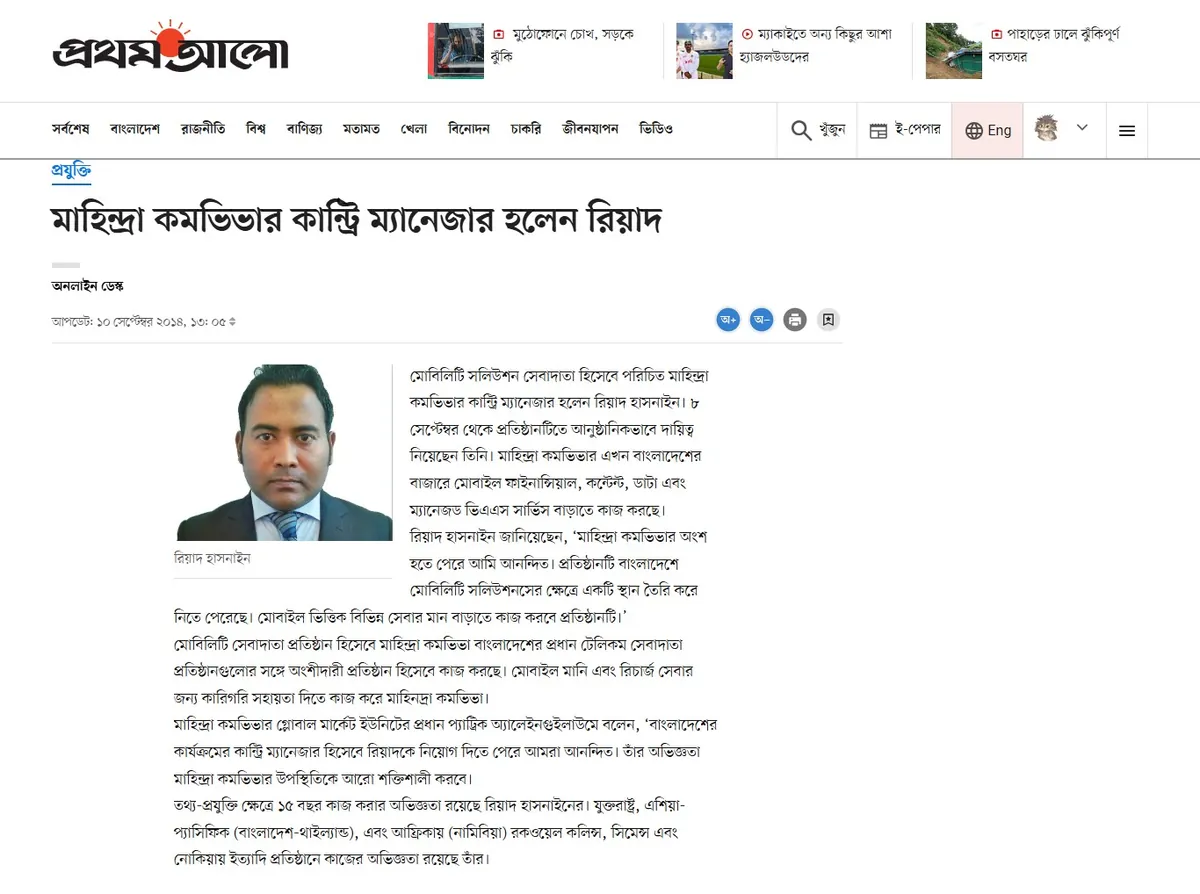 প্রথম আলো
মুঠোফোনে চোখ, সড়কে
ঝুঁকি
ম্যাকাইতে অন্য কিছুর আশা
হ্যাজলউডদের
পাহাড়ের ঢালে ঝুঁকিপূর্ণ
বসতঘর
সর্বশেষ বাংলাদেশ রাজনীতি বিশ্ব বাণিজ্য মতামত খেলা বিনোদন চাকরি জীবনযাপন ভিডিও খুঁজুন ই-পেপার Eng
প্রযুক্তি
মাহিন্দ্রা কমভিভার কান্ট্রি ম্যানেজার হলেন রিয়াদ
অনলাইন ডেস্ক
আপডেট: ১০ সেপ্টেম্বর ২০১৪, ১৩: ০৫
অ+ অ−
মোবিলিটি সলিউশন সেবাদাতা হিসেবে পরিচিত মাহিন্দ্রা
কমভিভার কান্ট্রি ম্যানেজার হলেন রিয়াদ হাসনাইন। ৮
সেপ্টেম্বর থেকে প্রতিষ্ঠানটিতে আনুষ্ঠানিকভাবে দায়িত্ব
নিয়েছেন তিনি। মাহিন্দ্রা কমভিভার এখন বাংলাদেশের
বাজারে মোবাইল ফাইনান্সিয়াল, কন্টেন্ট, ডাটা এবং
ম্যানেজড ভিএএস সার্ভিস বাড়াতে কাজ করছে।
রিয়াদ হাসনাইন জানিয়েছেন, ‘মাহিন্দ্রা কমভিভার অংশ
হতে পেরে আমি আনন্দিত। প্রতিষ্ঠানটি বাংলাদেশে
মোবিলিটি সলিউশনসের ক্ষেত্রে একটি স্থান তৈরি করে
রিয়াদ হাসনাইন
নিতে পেরেছে। মোবাইল ভিত্তিক বিভিন্ন সেবার মান বাড়াতে কাজ করবে প্রতিষ্ঠানটি।’
মোবিলিটি সেবাদাতা প্রতিষ্ঠান হিসেবে মাহিন্দ্রা কমভিভা বাংলাদেশের প্রধান টেলিকম সেবাদাতা
প্রতিষ্ঠানগুলোর সঙ্গে অংশীদারী প্রতিষ্ঠান হিসেবে কাজ করছে। মোবাইল মানি এবং রিচার্জ সেবার
জন্য কারিগরি সহায়তা দিতে কাজ করে মাহিনদ্রা কমভিভা।
মাহিন্দ্রা কমভিভার গ্লোবাল মার্কেট ইউনিটের প্রধান প্যাট্রিক অ্যালেইনগুইলাউমে বলেন, ‘বাংলাদেশের
কার্যক্রমের কান্ট্রি ম্যানেজার হিসেবে রিয়াদকে নিয়োগ দিতে পেরে আমরা আনন্দিত। তাঁর অভিজ্ঞতা
মাহিন্দ্রা কমভিভার উপস্থিতিকে আরো শক্তিশালী করবে।
তথ্য-প্রযুক্তি ক্ষেত্রে ১৫ বছর কাজ করার অভিজ্ঞতা রয়েছে রিয়াদ হাসনাইনের। যুক্তরাষ্ট্র, এশিয়া-
প্যাসিফিক (বাংলাদেশ-থাইল্যান্ড), এবং আফ্রিকায় (নামিবিয়া) রকওয়েল কলিন্স, সিমেন্স এবং
নোকিয়ায় ইত্যাদি প্রতিষ্ঠানে কাজের অভিজ্ঞতা রয়েছে তাঁর।